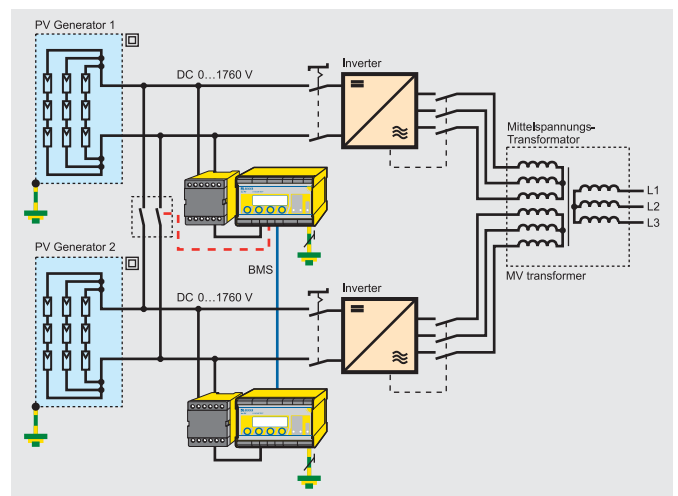 PV Generator 1
DC 0...1760 V
Inverter
Mittelspannungs-
Transformator
L1
L2
L3
MV transformer
PV Generator 2
BMS
DC 0...1760 V
Inverter